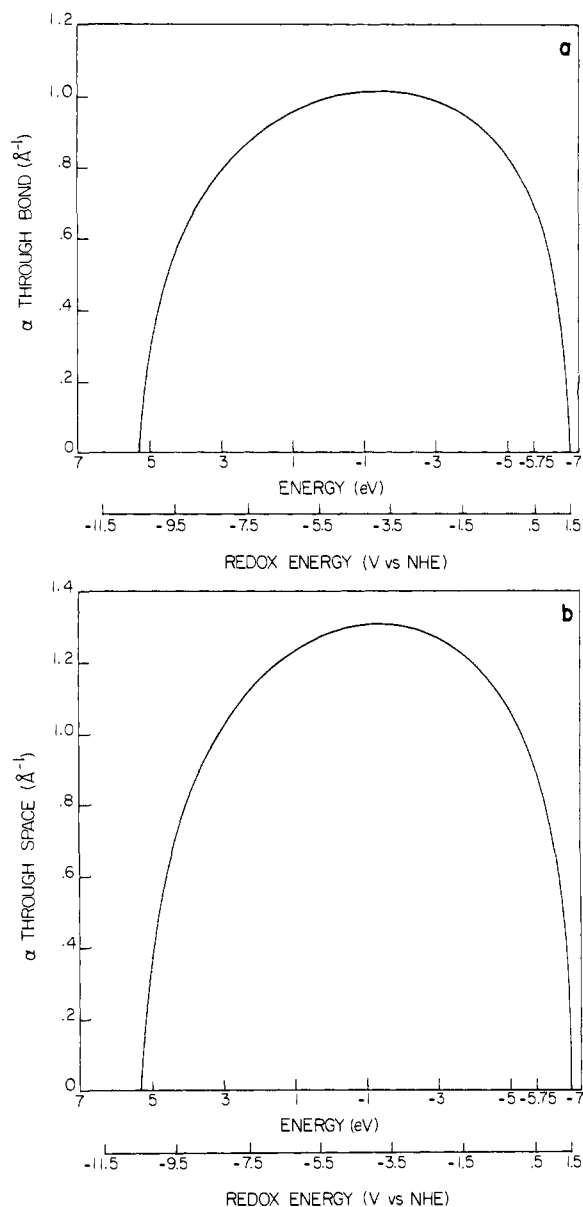 a
1.2
1.0
.8
.6
.4
.2
0
α THROUGH BOND (Å⁻¹)
7 5 3 1 -1 -3 -5 -5.75 -7
ENERGY (eV)
-11.5 -9.5 -7.5 -5.5 -3.5 -1.5 .5 1.5
REDOX ENERGY (V vs NHE)
b
1.4
1.2
1.0
.8
.6
.4
.2
0
α THROUGH SPACE (Å⁻¹)
7 5 3 1 -1 -3 -5 -5.75 -7
ENERGY (eV)
-11.5 -9.5 -7.5 -5.5 -3.5 -1.5 .5 1.5
REDOX ENERGY (V vs NHE)